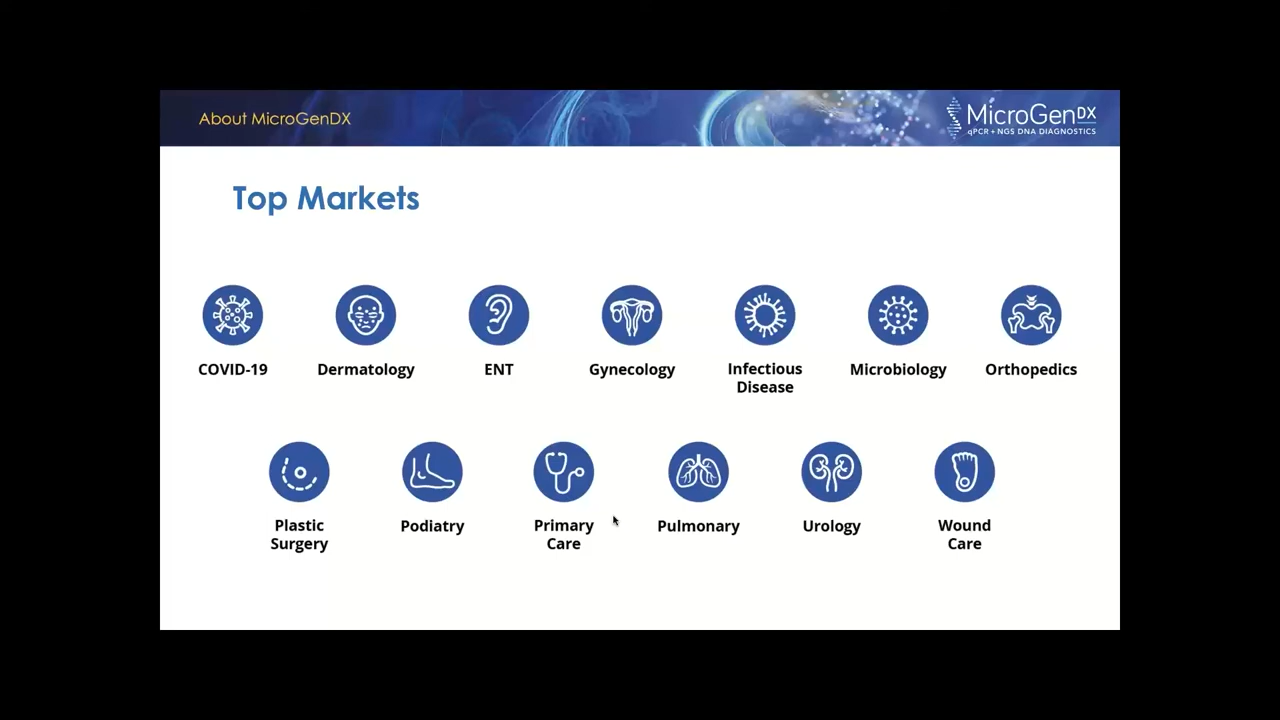 About MicroGenDX
MicroGenDX
qPCR + NGS DNA DIAGNOSTICS
Top Markets
COVID-19
Dermatology
ENT
Gynecology
Infectious
Disease
Microbiology
Orthopedics
Plastic
Surgery
Podiatry
Primary
Care
Pulmonary
Urology
Wound
Care